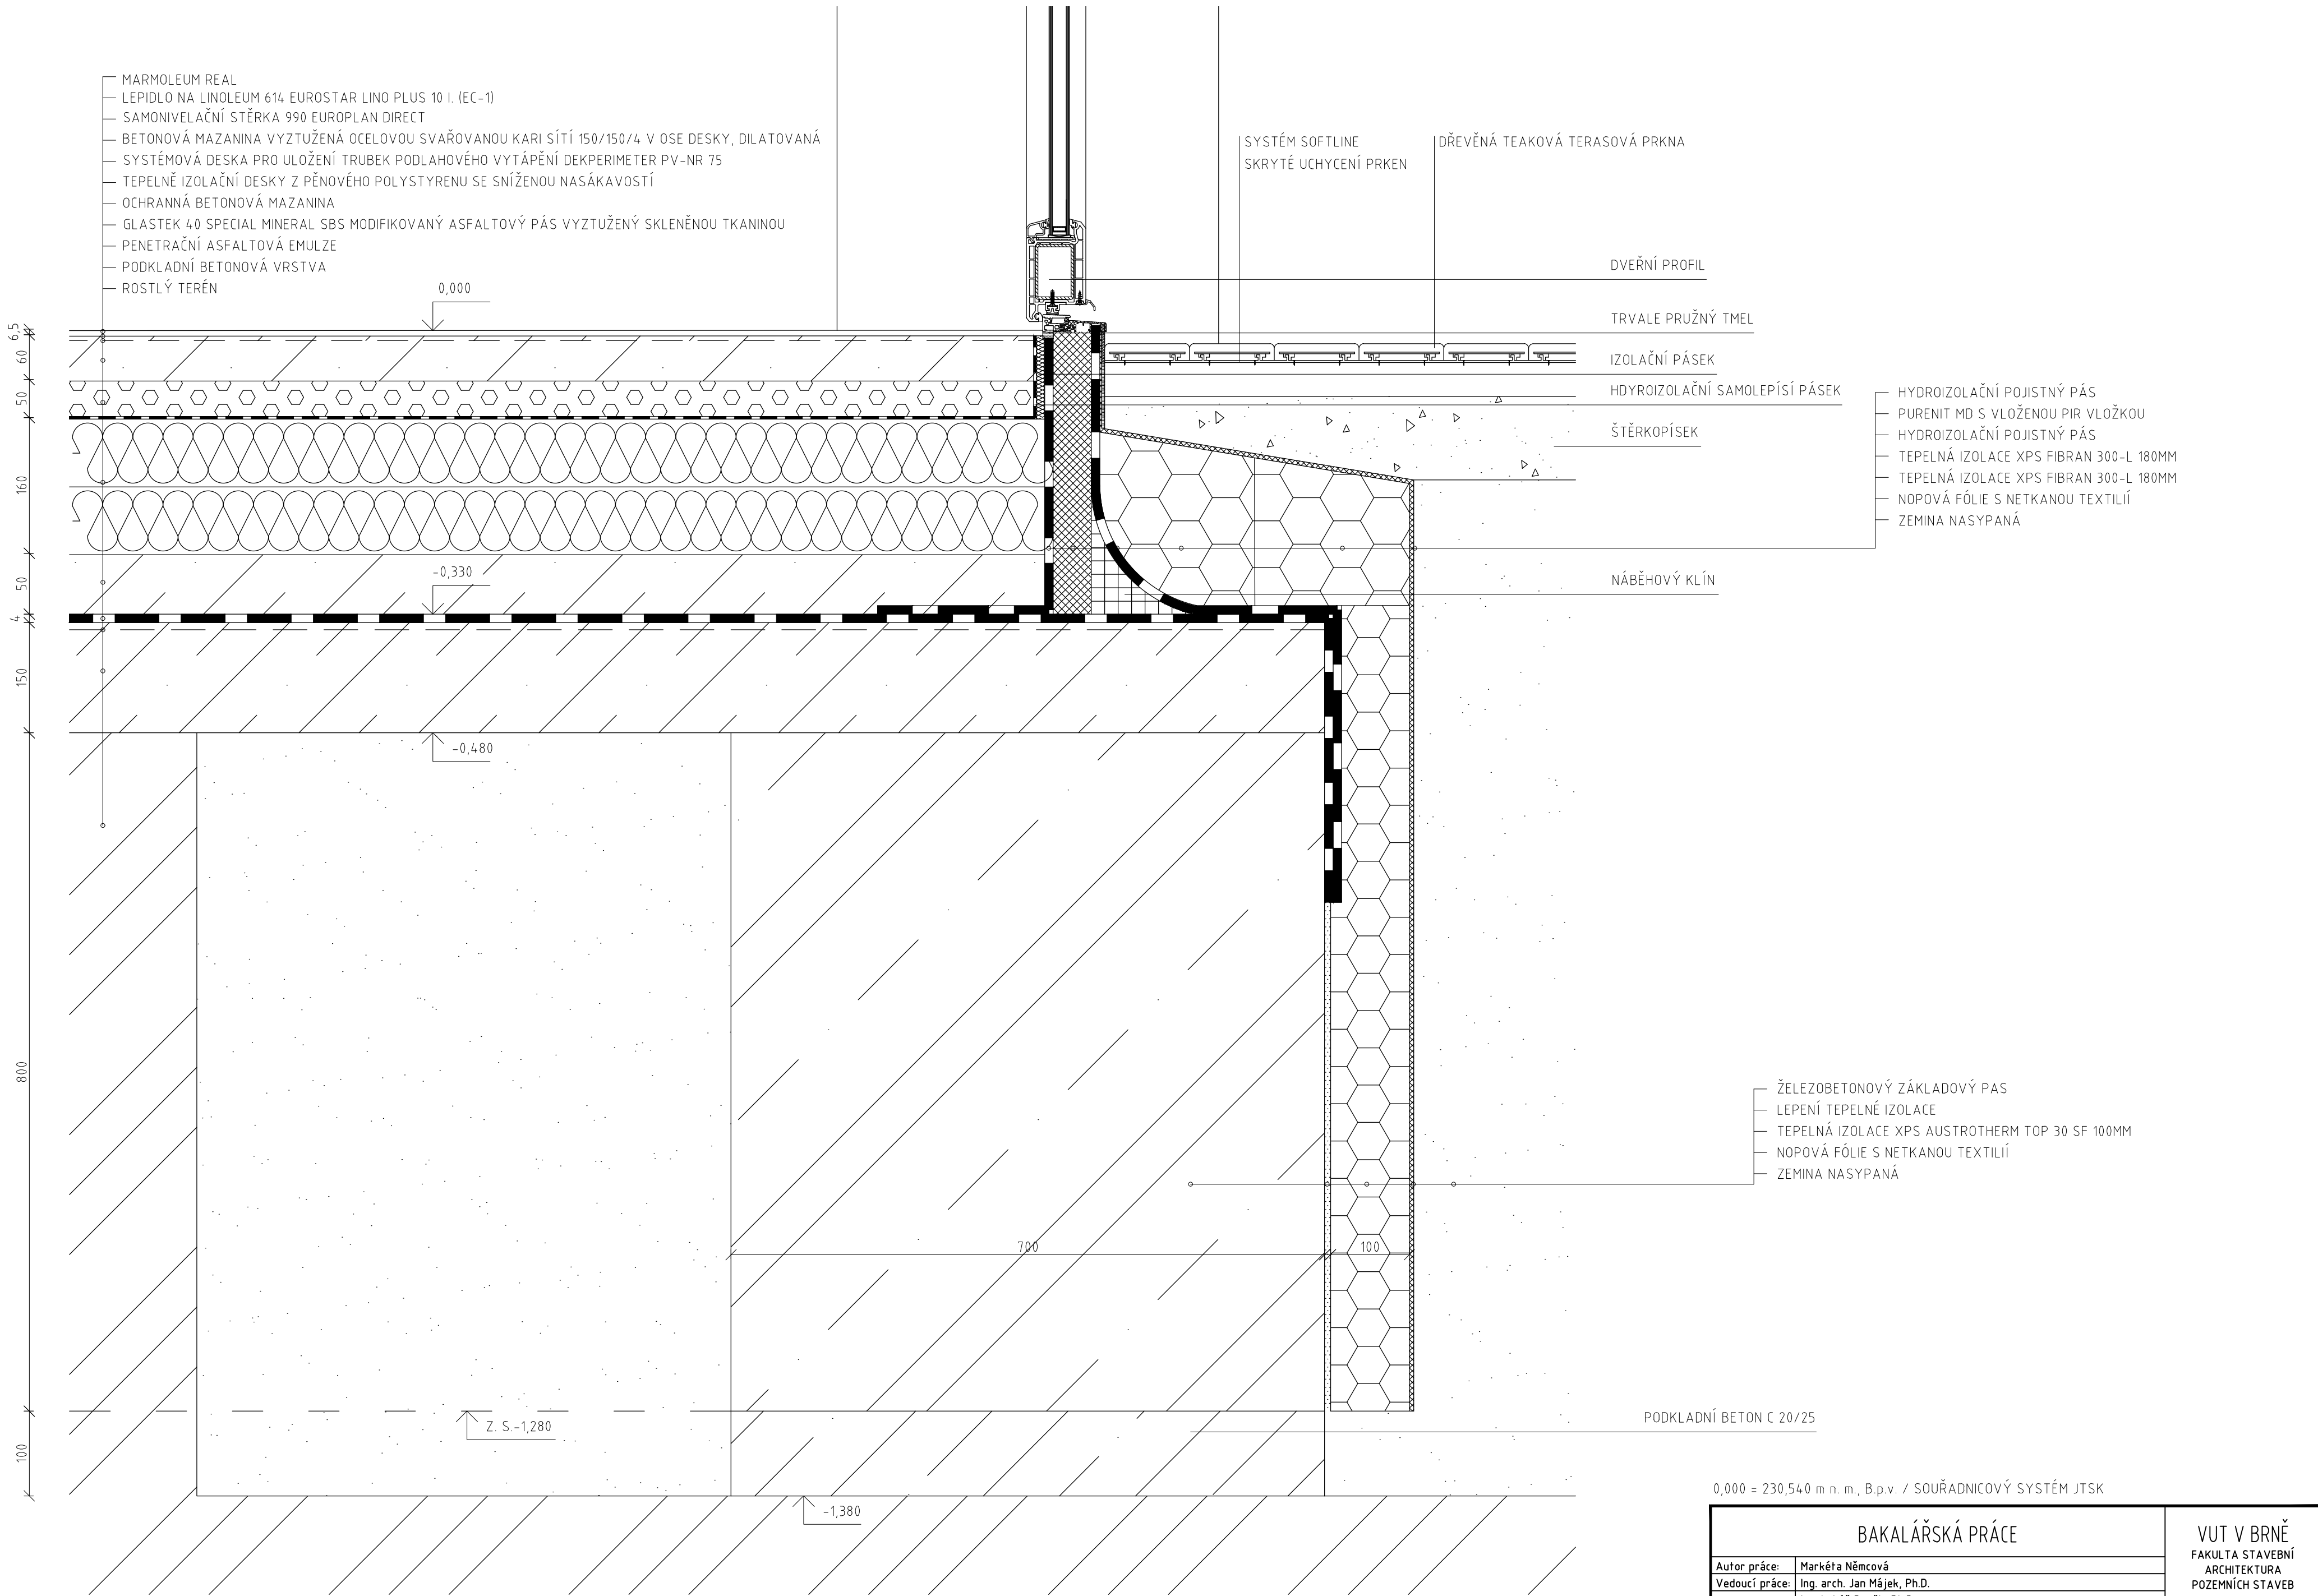 MARMOLEUM REAL
LEPIDLO NA LINOLEUM 614 EUROSTAR LINO PLUS 10 l. (EC-1)
SAMONIVELAČNÍ STĚRKA 990 EUROPLAN DIRECT
BETONOVÁ MAZANINA VYZTUŽENÁ OCELOVOU SVAŘOVANOU KARI SÍTÍ 150/150/4 V OSE DESKY, DILATOVANÁ
SYSTÉMOVÁ DESKA PRO ULOŽENÍ TRUBEK PODLAHOVÉHO VYTÁPĚNÍ DEKPERIMETER PV-NR 75
TEPELNĚ IZOLAČNÍ DESKY Z PĚNOVÉHO POLYSTYRENU SE SNÍŽENOU NASÁKAVOSTÍ
OCHRANNÁ BETONOVÁ MAZANINA
GLASTEK 40 SPECIAL MINERAL SBS MODIFIKOVANÝ ASFALTOVÝ PÁS VYZTUŽENÝ SKLENĚNOU TKANINOU
PENETRAČNÍ ASFALTOVÁ EMULZE
PODKLADNÍ BETONOVÁ VRSTVA
ROSTLÝ TERÉN
0,000
SYSTÉM SOFTLINE
SKRYTÉ UCHYCENÍ PRKEN
DŘEVĚNÁ TEAKOVÁ TERASOVÁ PRKNA
DVEŘNÍ PROFIL
TRVALE PRUŽNÝ TMEL
IZOLAČNÍ PÁSEK
HDYROIZOLAČNÍ SAMOLEPÍSÍ PÁSEK
ŠTĚRKOPÍSEK
HYDROIZOLAČNÍ POJISTNÝ PÁS
PURENIT MD S VLOŽENOU PIR VLOŽKOU
HYDROIZOLAČNÍ POJISTNÝ PÁS
TEPELNÁ IZOLACE XPS FIBRAN 300-L 180MM
TEPELNÁ IZOLACE XPS FIBRAN 300-L 180MM
NOPOVÁ FÓLIE S NETKANOU TEXTILIÍ
ZEMINA NASYPANÁ
NÁBĚHOVÝ KLÍN
6,5
60
50
160
50
4
150
800
100
-0,330
-0,480
ŽELEZOBETONOVÝ ZÁKLADOVÝ PAS
LEPENÍ TEPELNÉ IZOLACE
TEPELNÁ IZOLACE XPS AUSTROTHERM TOP 30 SF 100MM
NOPOVÁ FÓLIE S NETKANOU TEXTILIÍ
ZEMINA NASYPANÁ
700
100
Z. S.-1,280
PODKLADNÍ BETON C 20/25
-1,380
0,000 = 230,540 m n. m., B.p.v. / SOUŘADNICOVÝ SYSTÉM JTSK
BAKALÁŘSKÁ PRÁCE
Autor práce: Markéta Němcová
Vedoucí práce: Ing. arch. Jan Májek, Ph.D.
VUT V BRNĚ
FAKULTA STAVEBNÍ
ARCHITEKTURA
POZEMNÍCH STAVEB